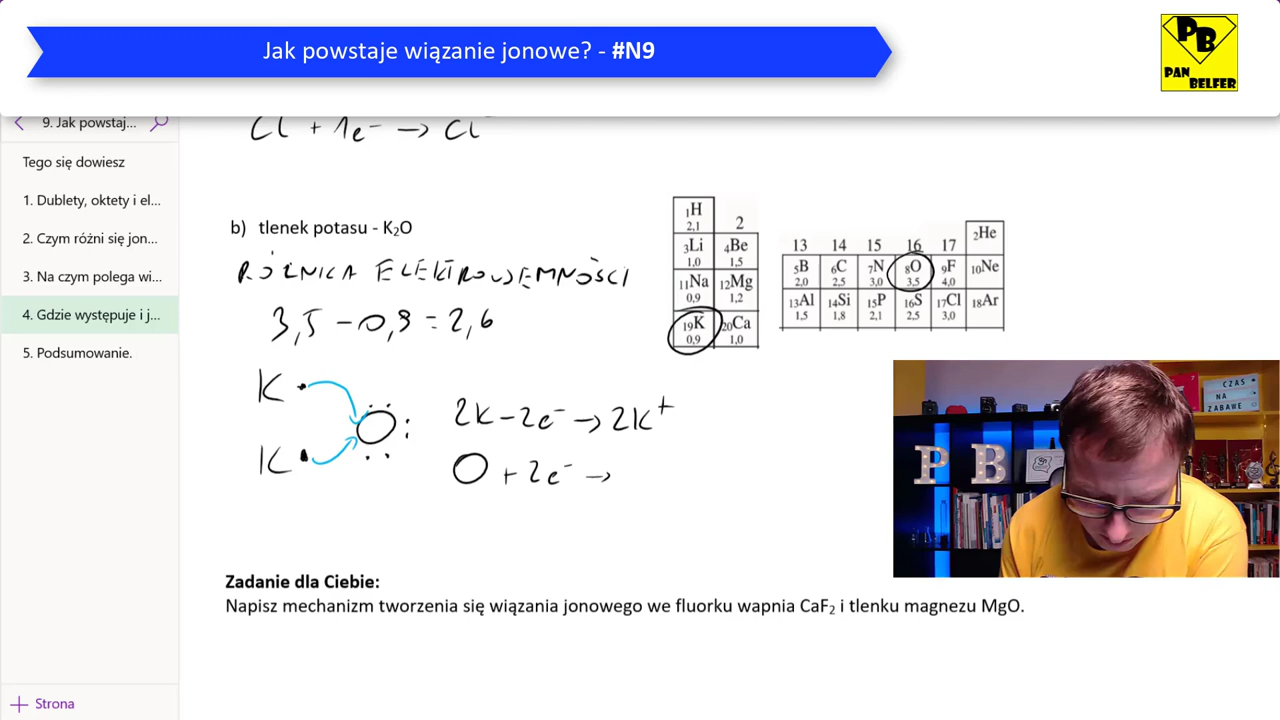 Jak powstaje wiązanie jonowe? - #N9
PB
PAN
BELFER
9. Jak powstaj...
Tego się dowiesz
1. Dublety, oktety i el...
2. Czym różni się jon...
3. Na czym polega wi...
4. Gdzie występuje i j...
5. Podsumowanie.
Strona
Cl + 1e⁻ → Cl⁻
b) tlenek potasu - K₂O
RÓŻNICA ELEKTROUJEMNOŚCI
3,5 - 0,9 = 2,6
K
K
O
2K - 2e⁻ → 2K⁺
O + 2e⁻ →
₁H
2,1
2
₃Li ₄Be
1,0 1,5
₁₁Na ₁₂Mg
0,9 1,2
₁₉K ₂₀Ca
0,9 1,0
13 14 15 16 17
₂He
₅B ₆C ₇N ₈O ₉F ₁₀Ne
2,0 2,5 3,0 3,5 4,0
₁₃Al ₁₄Si ₁₅P ₁₆S ₁₇Cl ₁₈Ar
1,5 1,8 2,1 2,5 3,0
CZAS
NA
ZABAWE
P B
Zadanie dla Ciebie:
Napisz mechanizm tworzenia się wiązania jonowego we fluorku wapnia CaF₂ i tlenku magnezu MgO.